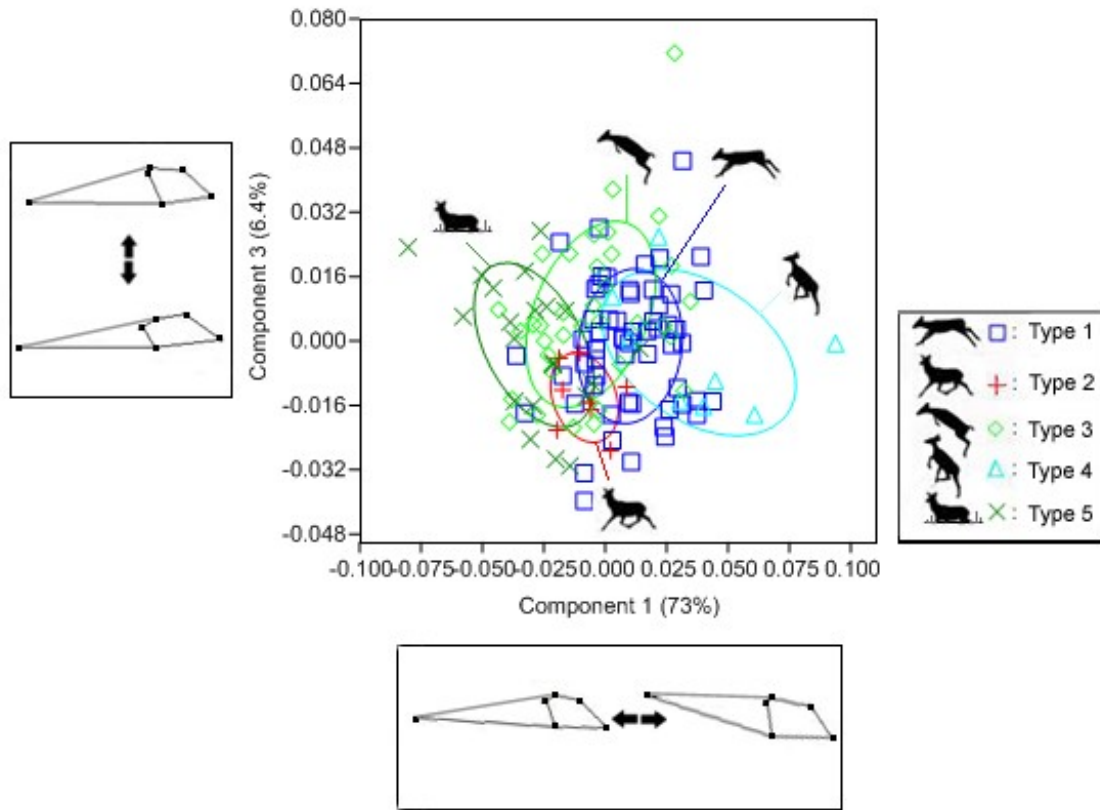 0.080
0.064
0.048
0.032
0.016
0.000
-0.016
-0.032
-0.048
Component 3 (6.4%)
-0.100 -0.075 -0.050 -0.025 0.000 0.025 0.050 0.075 0.100
Component 1 (73%)
: Type 1
: Type 2
: Type 3
: Type 4
: Type 5